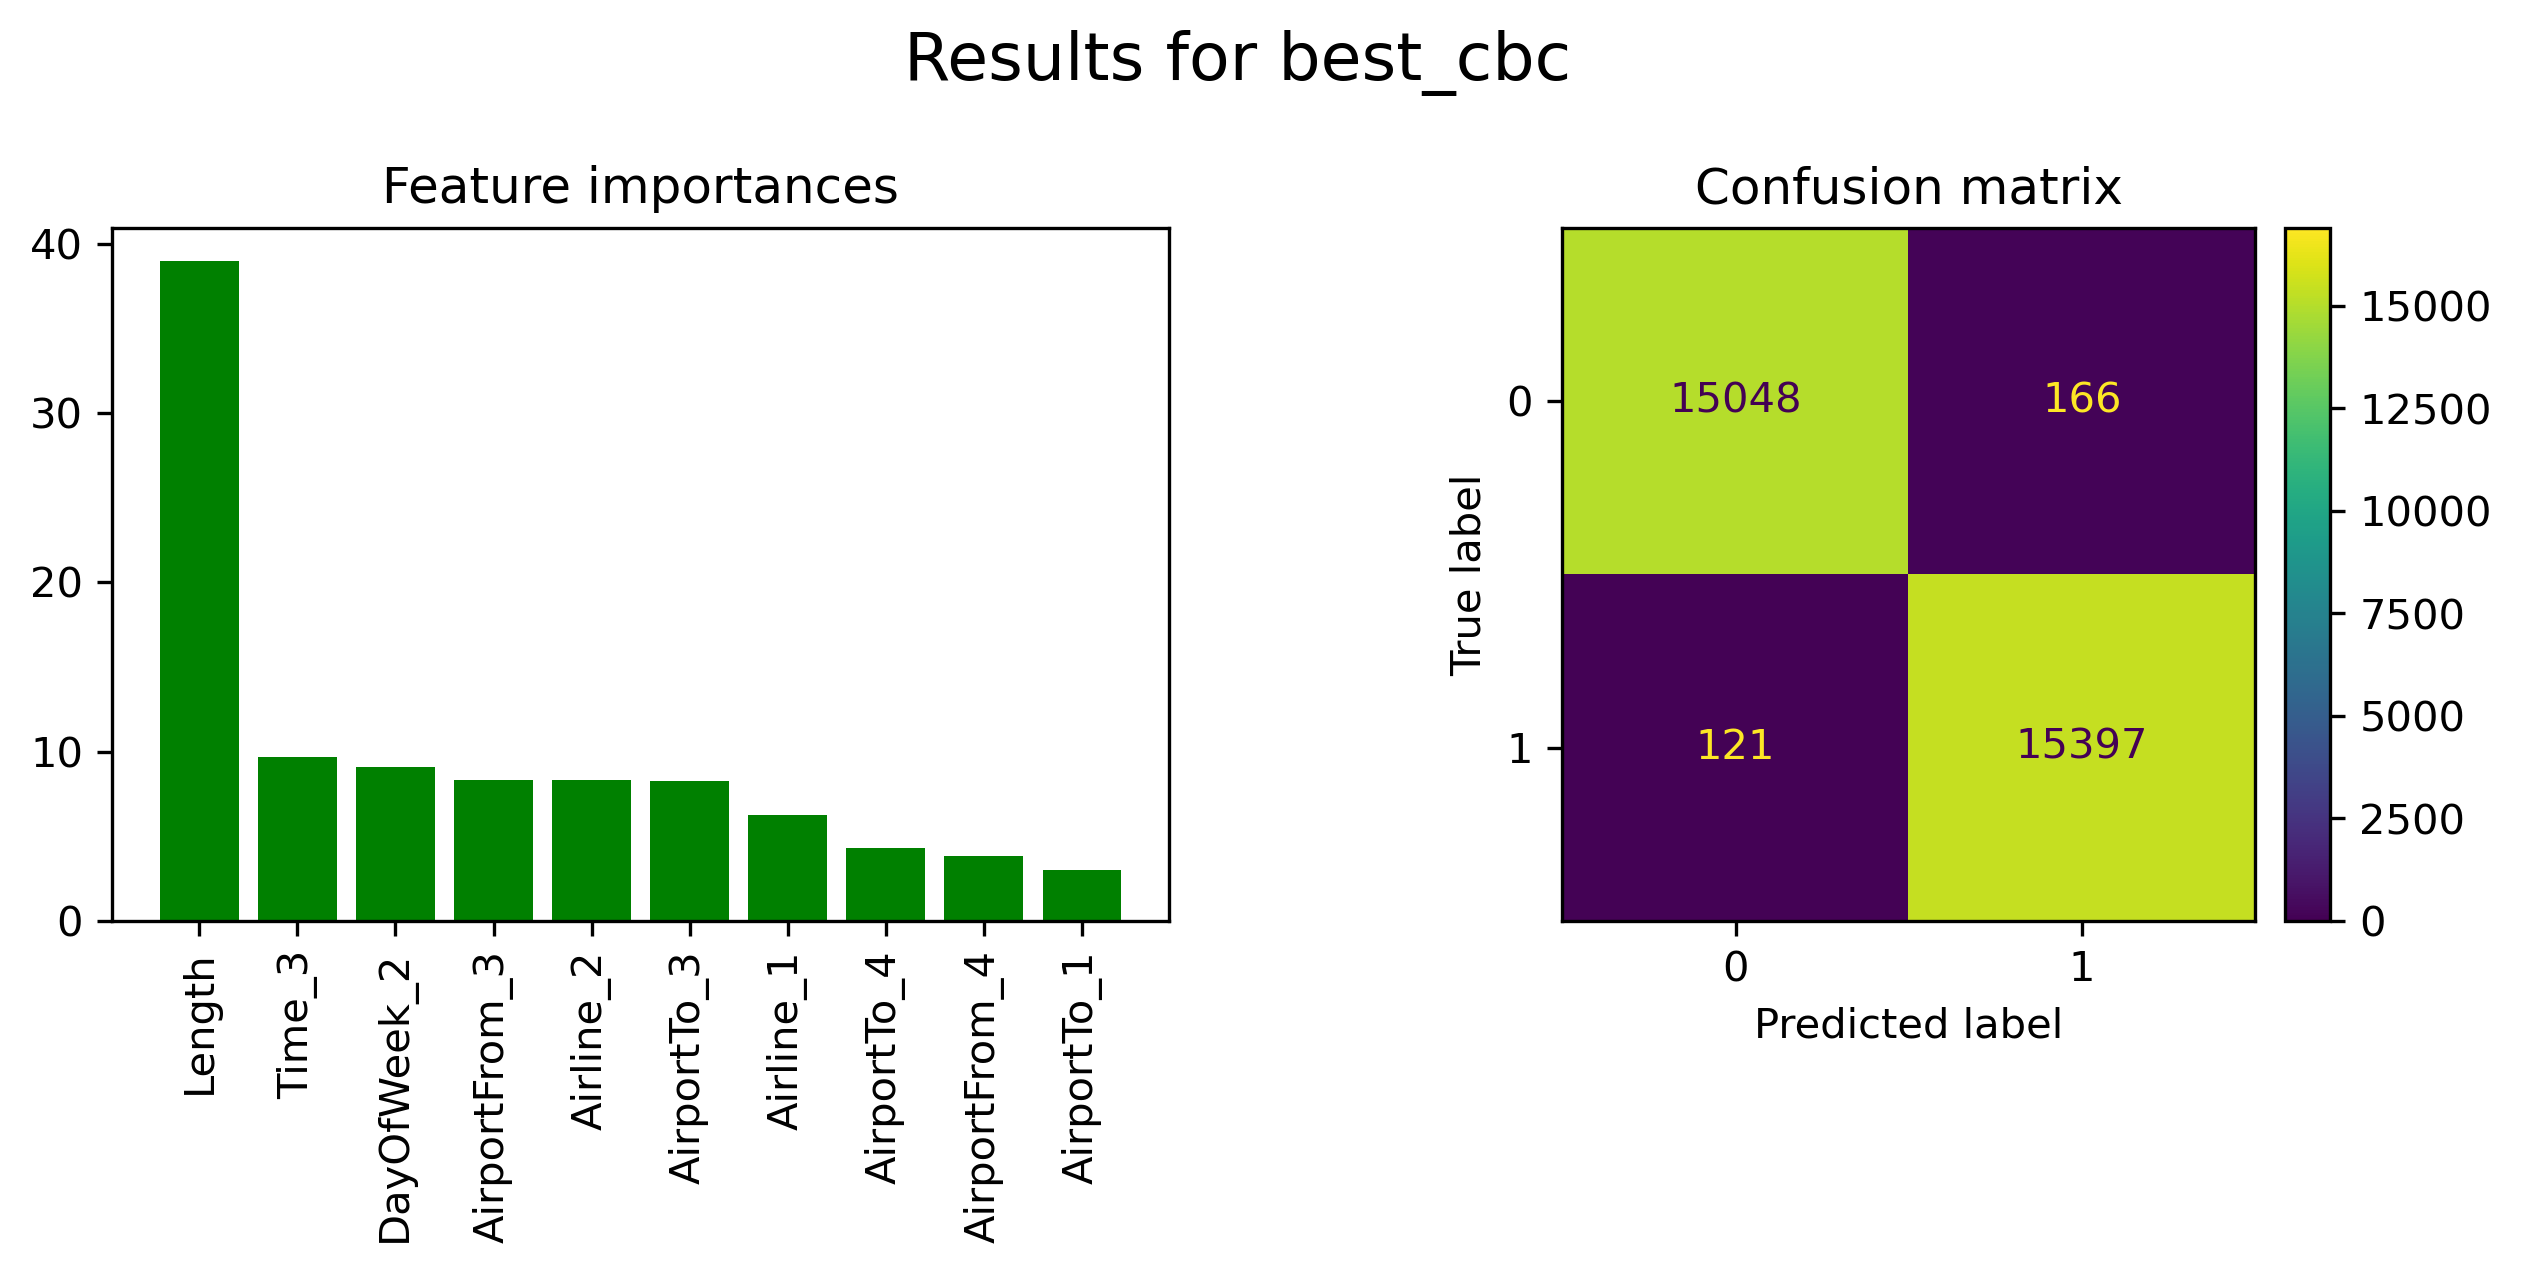 Results for best_cbc
Feature importances
40
30
20
10
0
Length
Time_3
DayOfWeek_2
AirportFrom_3
Airline_2
AirportTo_3
Airline_1
AirportTo_4
AirportFrom_4
AirportTo_1
Confusion matrix
True label
0
1
15048
166
121
15397
0
1
Predicted label
15000
12500
10000
7500
5000
2500
0